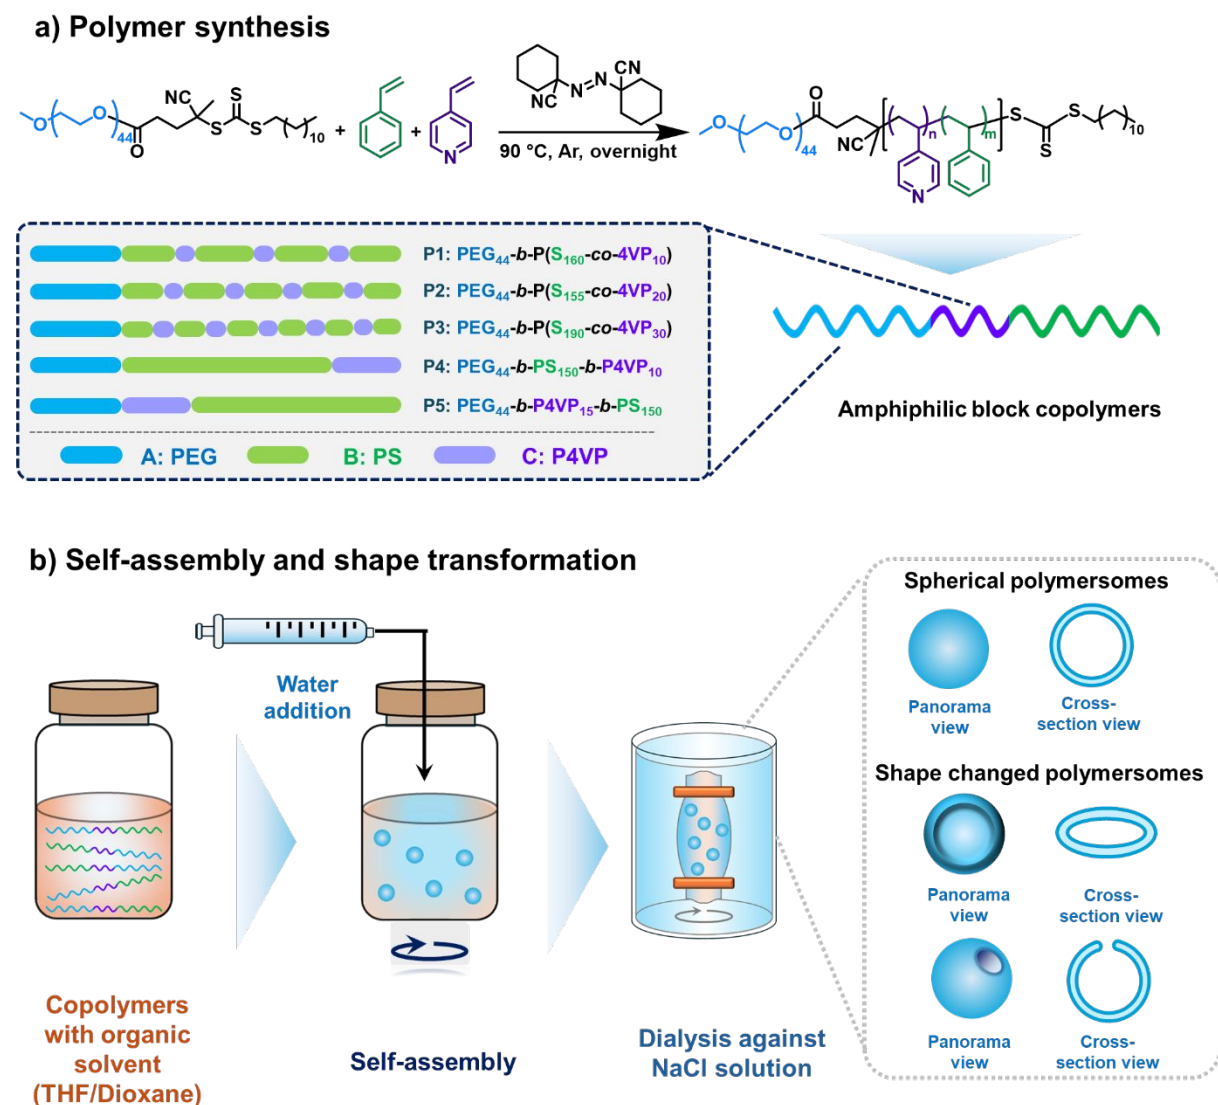 a) Polymer synthesis
O
O
44
O
NC
S
S
S
10
+
+
N
NC
N
N
CN
90 °C, Ar, overnight
O
O
44
O
O
NC
n
m
N
S
S
S
10
P1: PEG44-b-P(S160-co-4VP10)
P2: PEG44-b-P(S155-co-4VP20)
P3: PEG44-b-P(S190-co-4VP30)
P4: PEG44-b-PS150-b-P4VP10
P5: PEG44-b-P4VP15-b-PS150
A: PEG B: PS C: P4VP
Amphiphilic block copolymers
b) Self-assembly and shape transformation
Water
addition
Copolymers
with organic
solvent
(THF/Dioxane)
Self-assembly
Dialysis against
NaCl solution
Spherical polymersomes
Panorama
view
Cross-
section view
Shape changed polymersomes
Panorama
view
Cross-
section view
Panorama
view
Cross-
section view